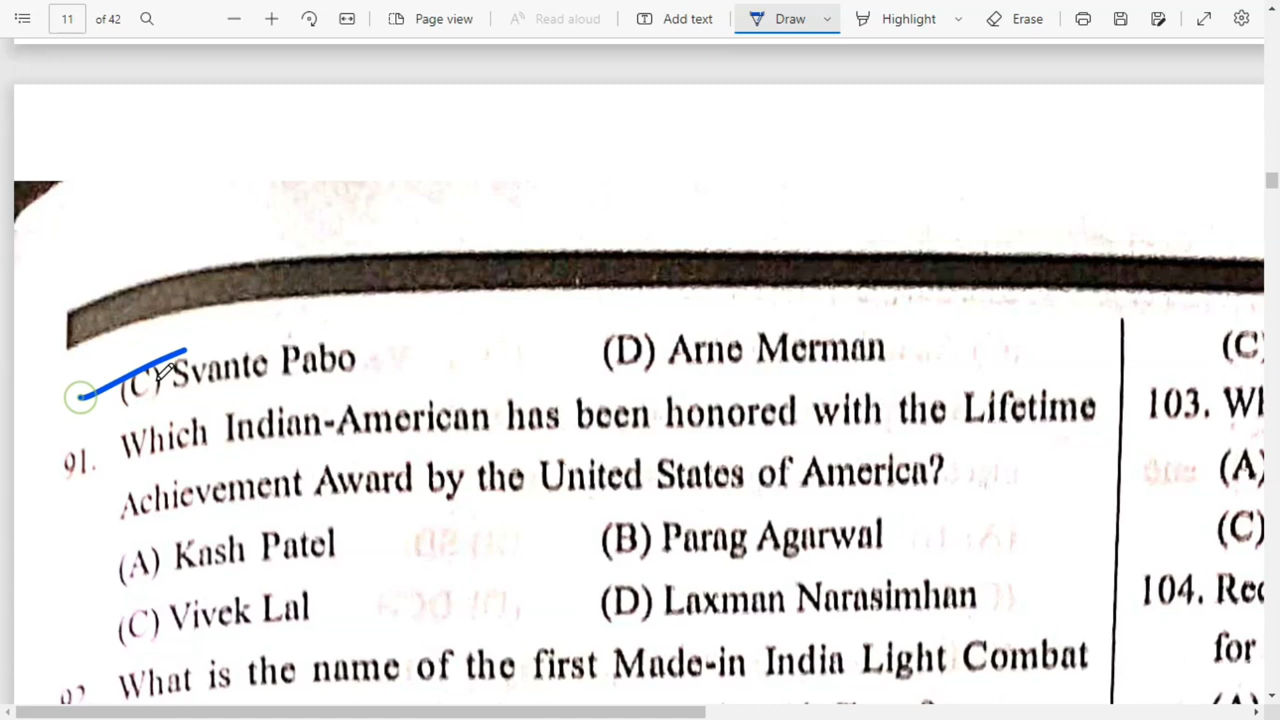 11 of 42 Page view Read aloud Add text Draw Highlight Erase
(C) Svante Pabo (D) Arne Merman
91. Which Indian-American has been honored with the Lifetime
Achievement Award by the United States of America?
(A) Kash Patel (B) Parag Agarwal
(C) Vivek Lal (D) Laxman Narasimhan
What is the name of the first Made-in India Light Combat
(C)
103. Wh
(A)
(C)
104. Rec
for